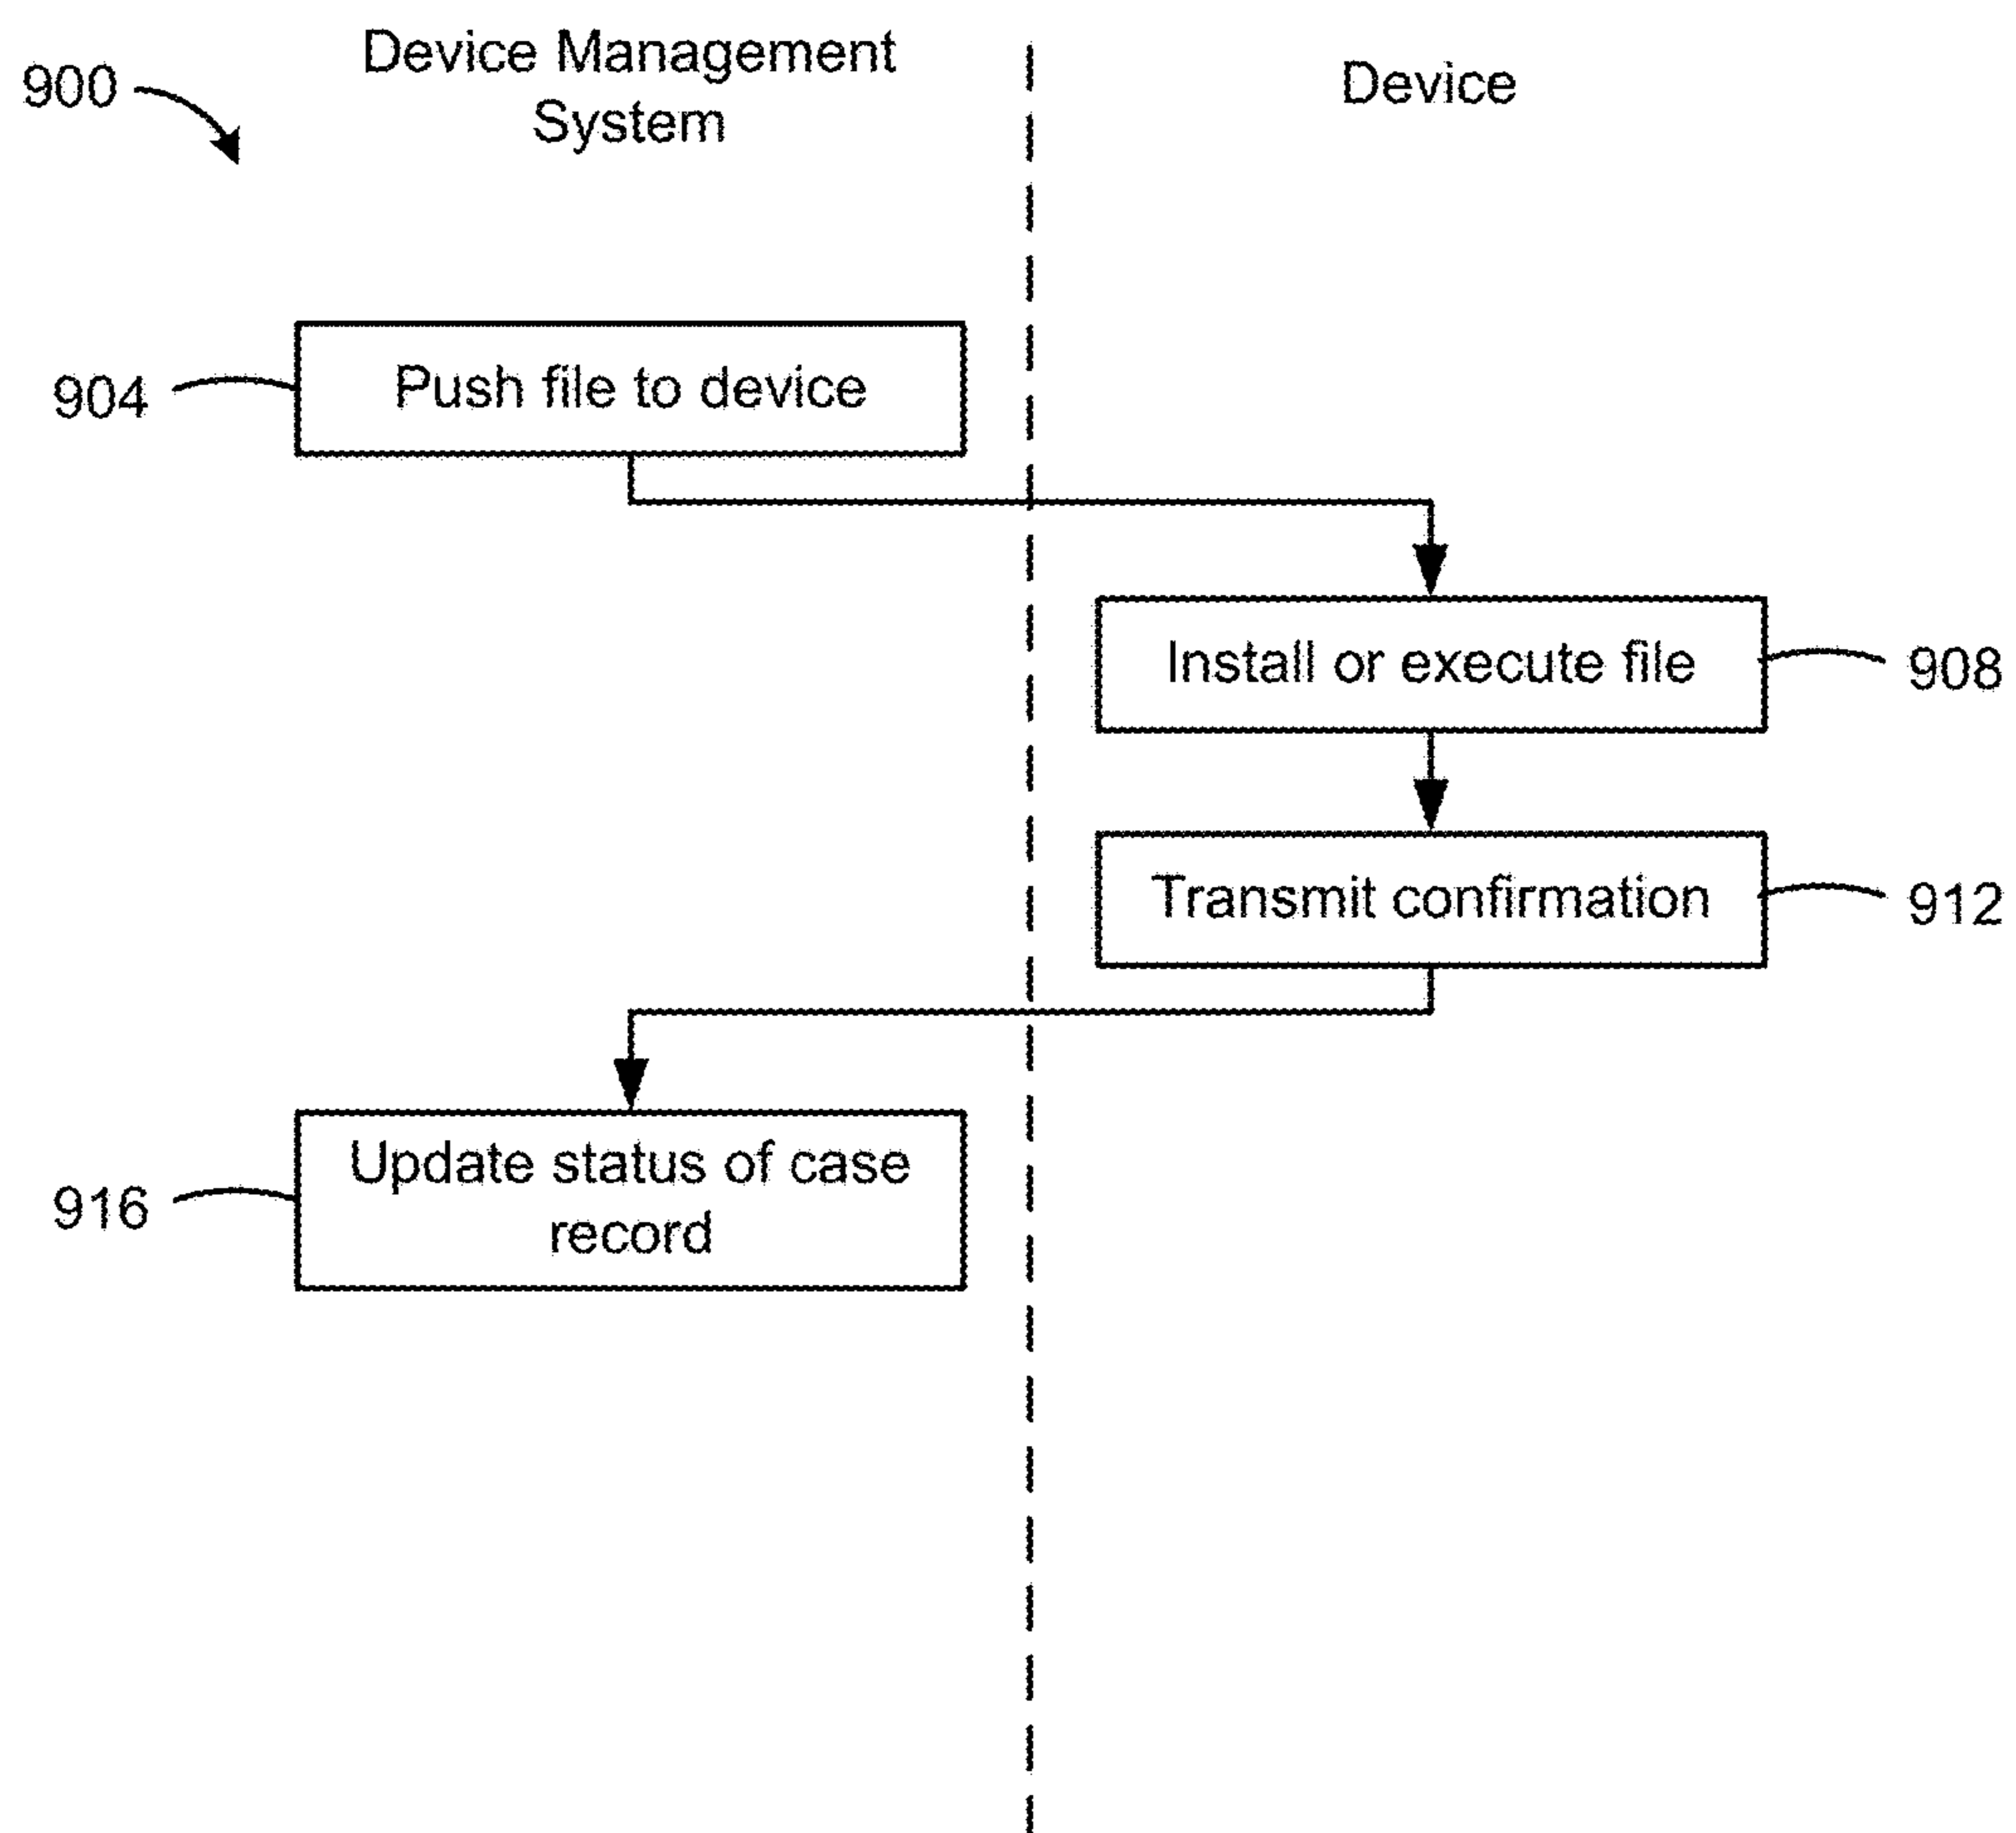 900
Device Management
System
Device
904
Push file to device
Install or execute file
908
Transmit confirmation
912
916
Update status of case
record